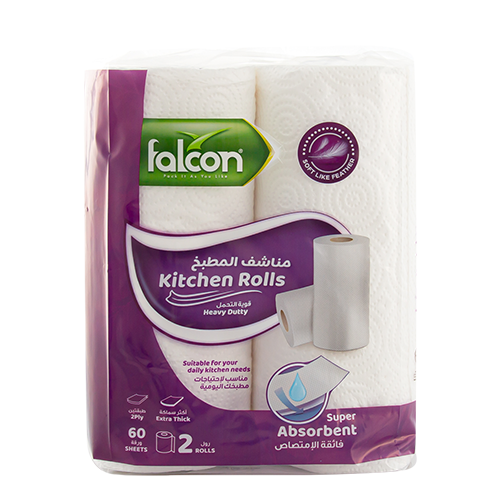 falcon
Pack It As You Like
SOFT LIKE FEATHER
مناشف المطبخ
Kitchen Rolls
قوية التحمل
Heavy Dutty
Suitable for your
daily kitchen needs
مناسب لإحتياجات
مطبخك اليومية
طبقتين
2Ply
أكثر سماكة
Extra Thick
60 ورقة
SHEETS
2 رول
ROLLS
Super
Absorbent
فائقة الإمتصاص